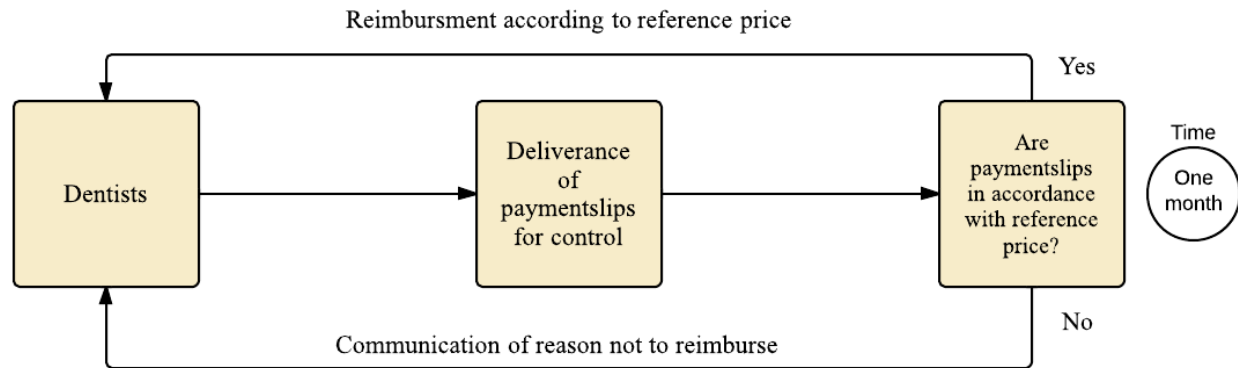 Reimbursment according to reference price
Yes
Dentists
Deliverance
of
paymentslips
for control
Are
paymentslips
in accordance
with reference
price?
Time
One
month
No
Communication of reason not to reimburse